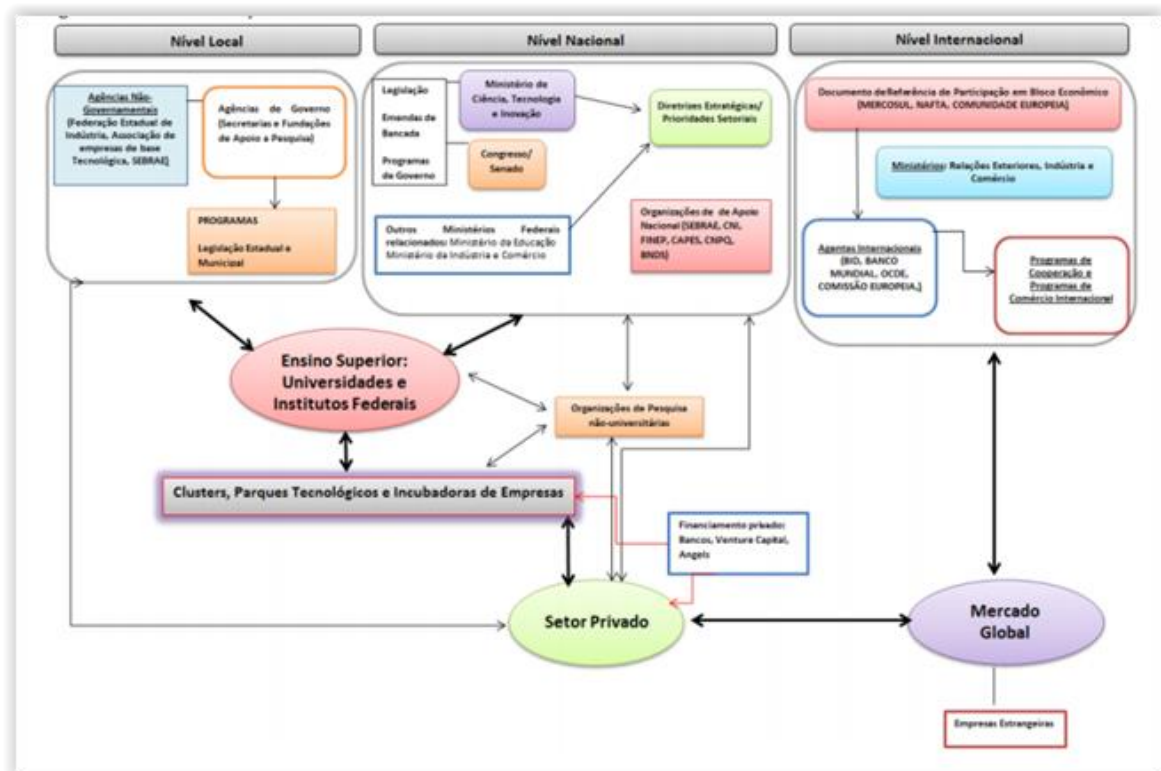 Nível Local
Nível Nacional
Nível Internacional
Agências Não-
Governamentais
(Federação Estadual de
Indústria, Associação de
empresas de base
Tecnológica, SEBRAE)
Agências de Governo
(Secretarias e Fundações
de Apoio a Pesquisa)
PROGRAMAS
Legislação Estadual e
Municipal
Legislação
Emendas de
Bancada
Programas
de Governo
Ministério de
Ciência, Tecnologia
e Inovação
Congresso/
Senado
Diretrizes Estratégicas/
Prioridades Setoriais
Outros Ministérios Federais
relacionados: Ministério da Educação
Ministério da Indústria e Comércio
Organizações de de Apoio
Nacional (SEBRAE, CNI,
FINEP, CAPES, CNPQ,
BNDS)
Documento de Referência de Participação em Bloco Econômico
(MERCOSUL, NAFTA. COMUNIDADE EUROPEIA)
Ministérios: Relações Exteriores, Indústria e
Comércio
Agentes Internacionais
(BID, BANCO
MUNDIAL, OCDE,
COMISSÃO EUROPEIA,)
Programas de
Cooperação e
Programas de
Comércio Internacional
Ensino Superior:
Universidades e
Institutos Federais
Organizações de Pesquisa
não-universitárias
Clusters, Parques Tecnológicos e Incubadoras de Empresas
Financiamento privado:
Bancos, Venture Capital,
Angels
Setor Privado
Mercado
Global
Empresas Estrangeiras